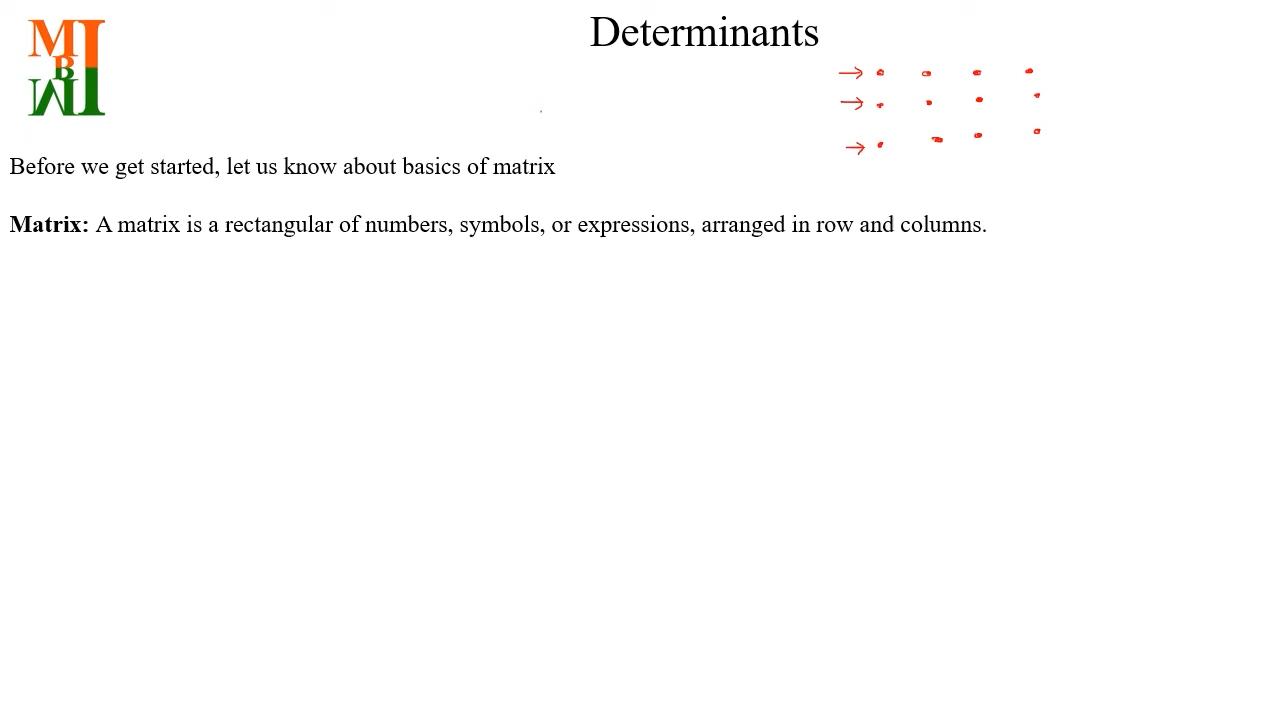 MI
B
Determinants
Before we get started, let us know about basics of matrix
Matrix: A matrix is a rectangular of numbers, symbols, or expressions, arranged in row and columns.